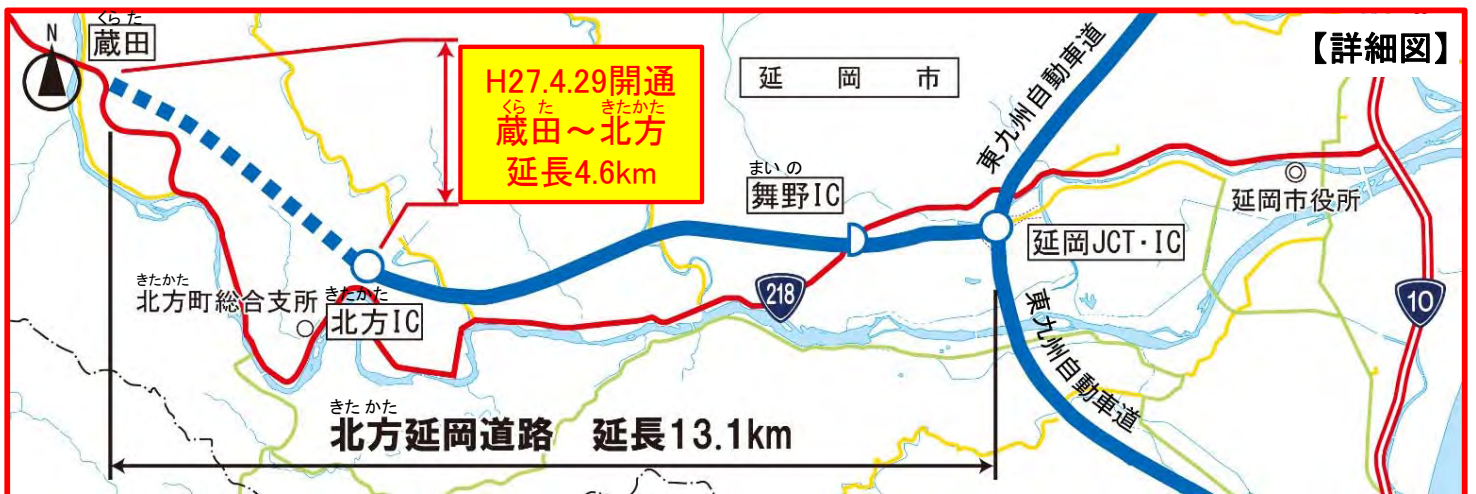 N
くらた
蔵田
H27.4.29開通
くらた きたかた
蔵田～北方
延長4.6km
延岡市
【詳細図】
東九州自動車道
まいの
舞野IC
延岡JCT・IC
延岡市役所
きたかた
北方町総合支所
きたかた
北方IC
218
10
東九州自動車道
きたかた
北方延岡道路 延長13.1km